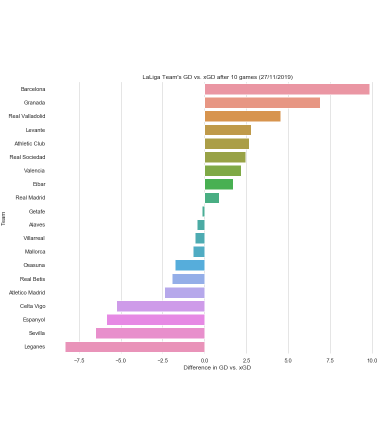 LaLiga Team's GD vs. xGD after 10 games (27/11/2019)
Barcelona
Granada
Real Valladolid
Levante
Athletic Club
Real Sociedad
Valencia
Eibar
Real Madrid
Getafe
Alaves
Villarreal
Mallorca
Osasuna
Real Betis
Atletico Madrid
Celta Vigo
Espanyol
Sevilla
Leganes
Team
−7.5 −5.0 −2.5 0.0 2.5 5.0 7.5 10.0
Difference in GD vs. xGD